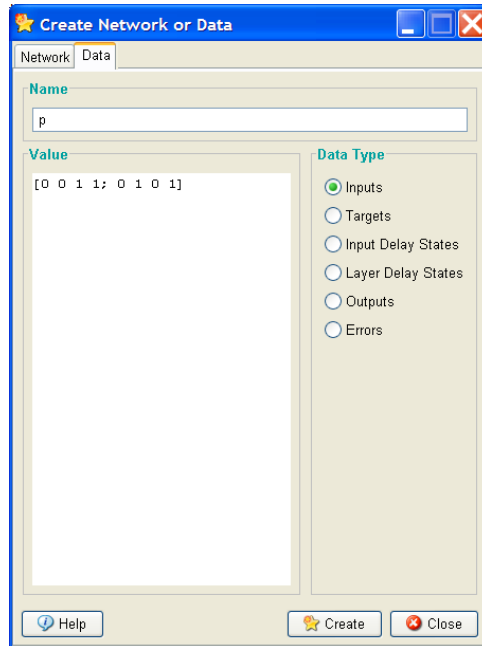 Create Network or Data
Network Data
Name
p
Value
[0 0 1 1; 0 1 0 1]
Data Type
Inputs
Targets
Input Delay States
Layer Delay States
Outputs
Errors
Help
Create
Close